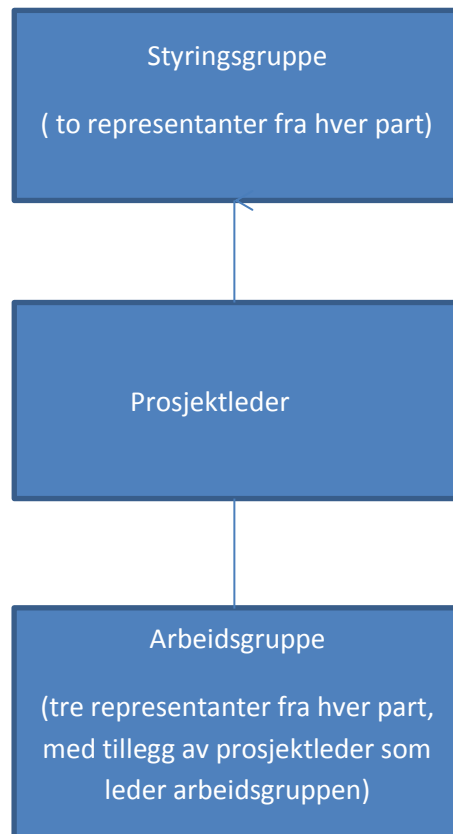 Styringsgruppe
( to representanter fra hver part)
Prosjektleder
Arbeidsgruppe
(tre representanter fra hver part,
med tillegg av prosjektleder som
leder arbeidsgruppen)